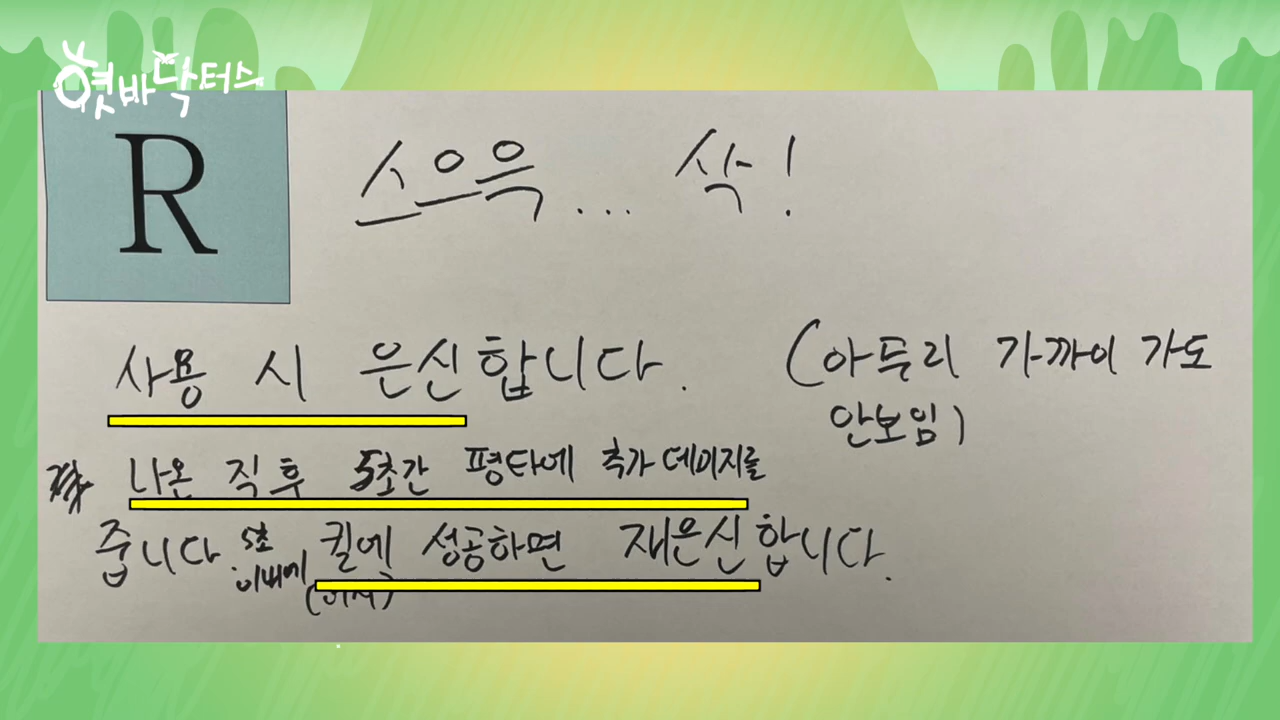 혓바닥터스
R
스으윽... 삭!
사용 시 은신합니다.
(아무리 가까이 가도
안보임)
나온 직후 5초간 평타에 추가 데미지를
줍니다. 5초 이내에 킬에 성공하면 재은신합니다.